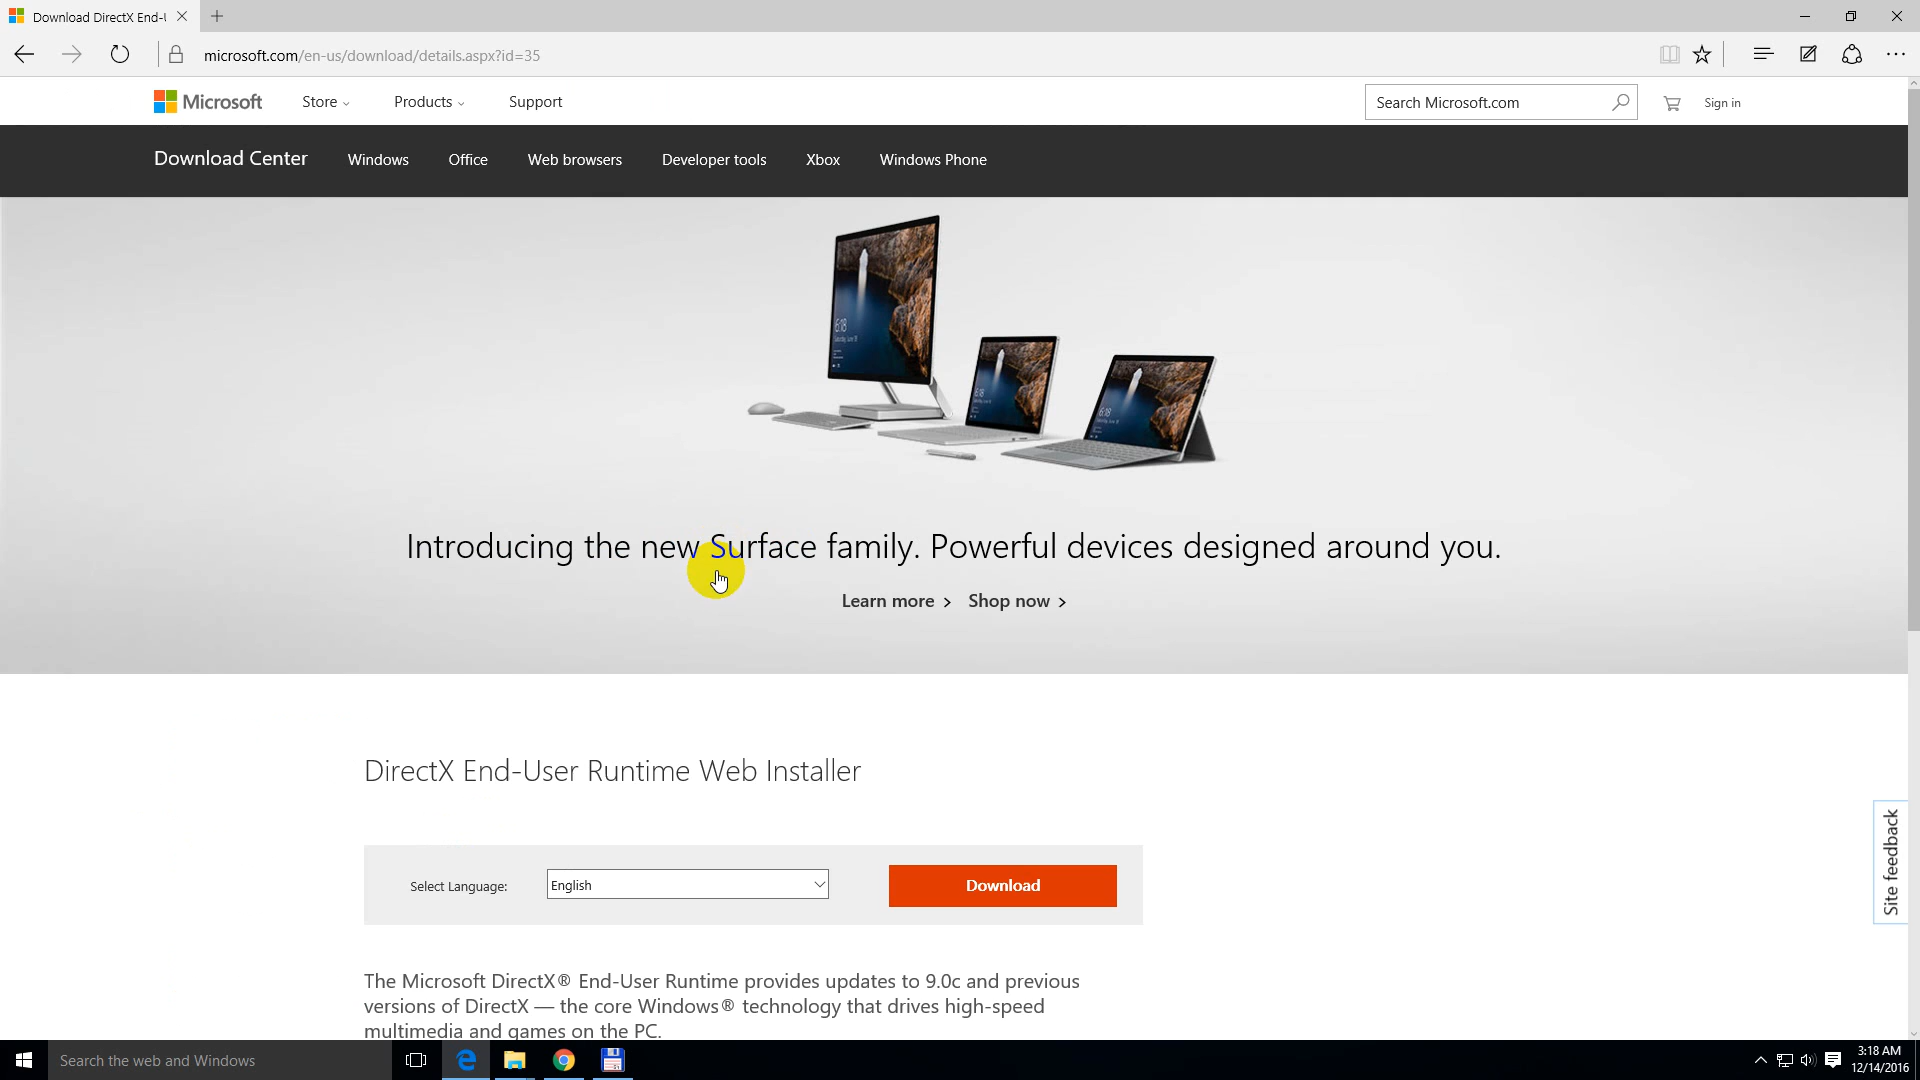 Download DirectX End-U
microsoft.com/en-us/download/details.aspx?id=35
Microsoft Store Products Support Search Microsoft.com Sign in
Download Center Windows Office Web browsers Developer tools Xbox Windows Phone
Introducing the new Surface family. Powerful devices designed around you.
Learn more Shop now
DirectX End-User Runtime Web Installer
Select Language: English Download
Site feedback
The Microsoft DirectX® End-User Runtime provides updates to 9.0c and previous
versions of DirectX — the core Windows® technology that drives high-speed
multimedia and games on the PC.
Search the web and Windows
3:18 AM
12/14/2016